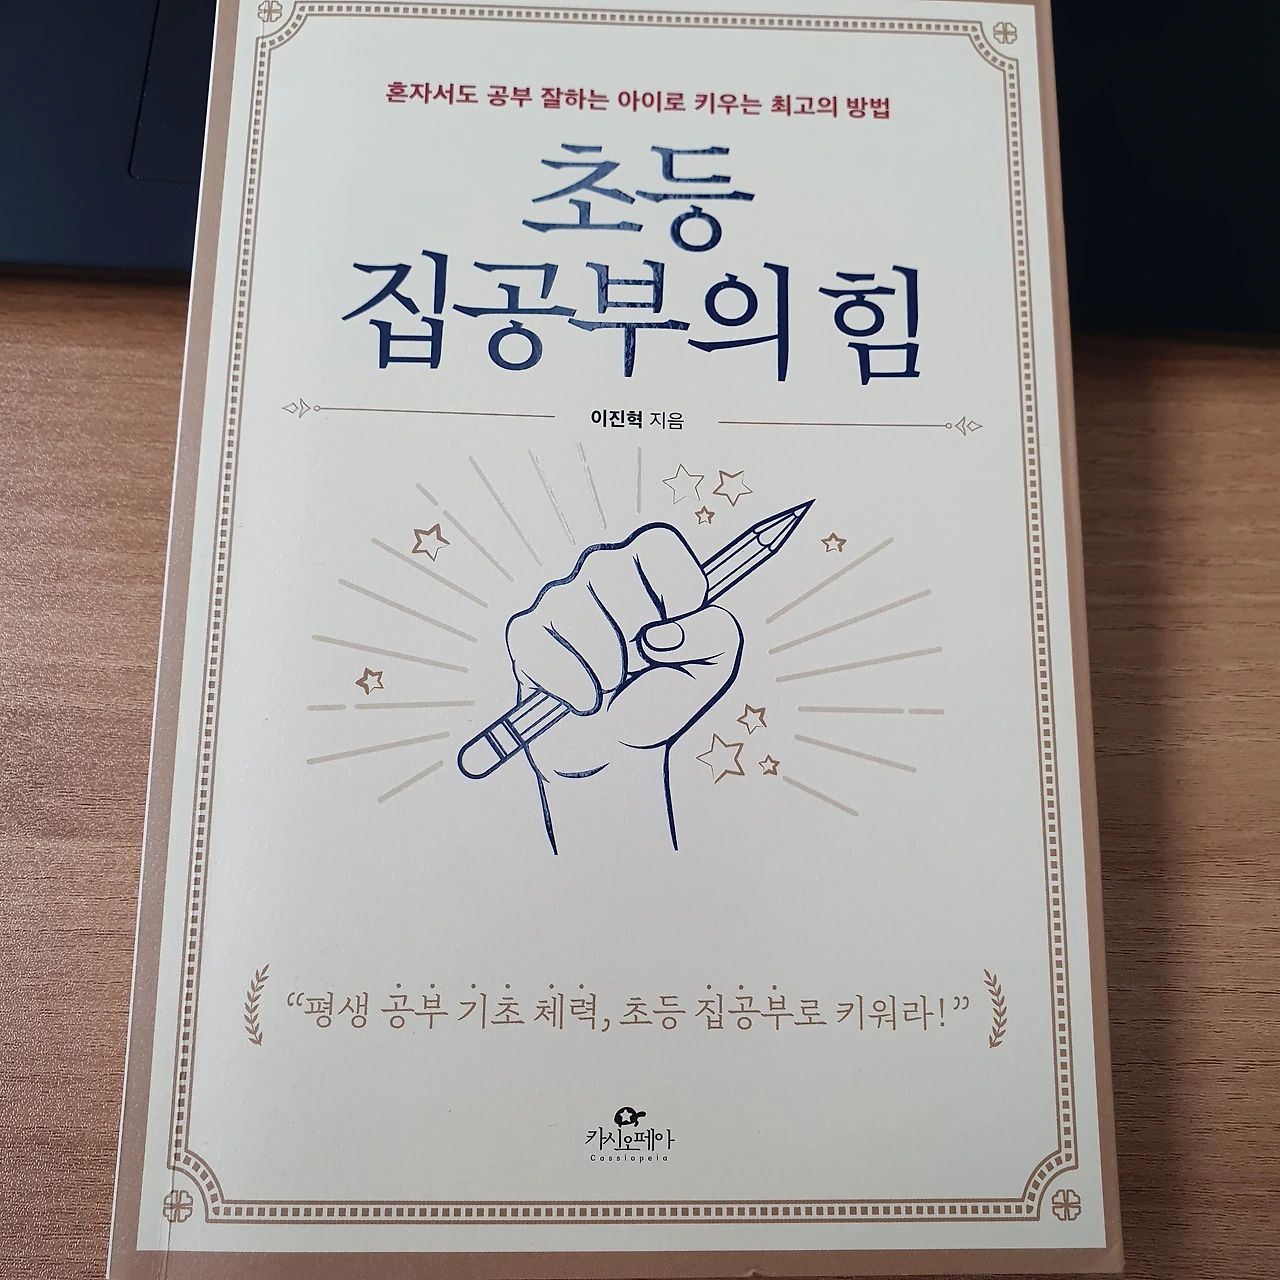 혼자서도 공부 잘하는 아이로 키우는 최고의 방법
초등
집공부의 힘
이진혁 지음
“평생 공부 기초 체력, 초등 집공부로 키워라!”
카시오페아
Cassiopeia